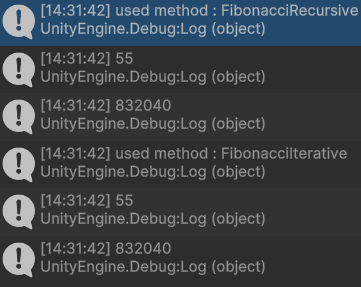 [14:31:42] used method : FibonacciRecursive
UnityEngine.Debug:Log (object)
[14:31:42] 55
UnityEngine.Debug:Log (object)
[14:31:42] 832040
UnityEngine.Debug:Log (object)
[14:31:42] used method : FibonacciIterative
UnityEngine.Debug:Log (object)
[14:31:42] 55
UnityEngine.Debug:Log (object)
[14:31:42] 832040
UnityEngine.Debug:Log (object)